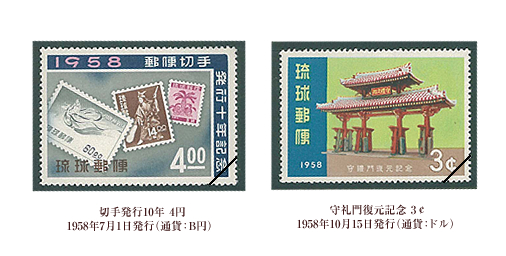 1958 郵便切手
発行十年記念
琉球郵便
4.00
切手発行10年 4円
1958年7月1日発行(通貨:B円)
琉球郵便
1958
守禮門復元記念
3¢
守礼門復元記念 3¢
1958年10月15日発行(通貨:ドル)